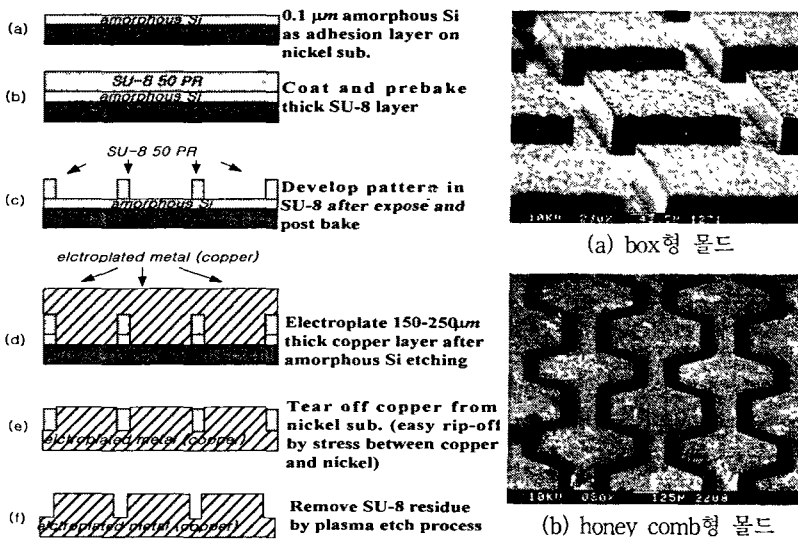 (a)
amorphous Si
0.1 μm amorphous Si
as adhesion layer on
nickel sub.
(b)
SU-8 50 PR
amorphous Si
Coat and prebake
thick SU-8 layer
SU-8 50 PR
(c)
amorphous Si
Develop pattern in
SU-8 after expose and
post bake
elctroplated metal (copper)
(d)
Electroplate 150-250μm
thick copper layer after
amorphous Si etching
(e)
elctroplated metal (copper)
Tear off copper from
nickel sub. (easy rip-off
by stress between copper
and nickel)
(f)
elctroplated metal (copper)
Remove SU-8 residue
by plasma etch process
10KU
(a) box형 몰드
10KU
125μm 2208
(b) honey comb형 몰드